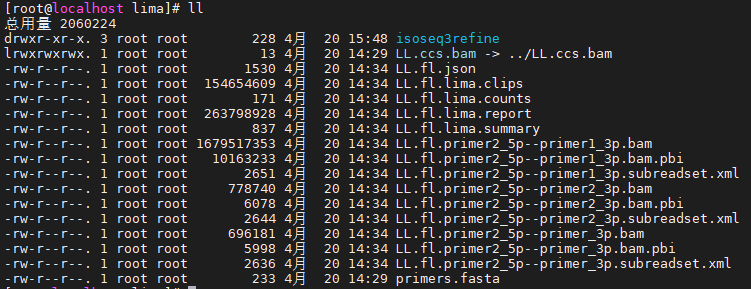 [root@localhost lima]# ll
总用量 2060224
drwxr-xr-x. 3 root root        228 4月  20 15:48 isoseq3refine
lrwxrwxrwx. 1 root root         13 4月  20 14:29 LL.ccs.bam -> ../LL.ccs.bam
-rw-r--r--. 1 root root       1530 4月  20 14:34 LL.fl.json
-rw-r--r--. 1 root root  154654609 4月  20 14:34 LL.fl.lima.clips
-rw-r--r--. 1 root root        171 4月  20 14:34 LL.fl.lima.counts
-rw-r--r--. 1 root root  263798928 4月  20 14:34 LL.fl.lima.report
-rw-r--r--. 1 root root        837 4月  20 14:34 LL.fl.lima.summary
-rw-r--r--. 1 root root 1679517353 4月  20 14:34 LL.fl.primer2_5p--primer1_3p.bam
-rw-r--r--. 1 root root   10163233 4月  20 14:34 LL.fl.primer2_5p--primer1_3p.bam.pbi
-rw-r--r--. 1 root root       2651 4月  20 14:34 LL.fl.primer2_5p--primer1_3p.subreadset.xml
-rw-r--r--. 1 root root     778740 4月  20 14:34 LL.fl.primer2_5p--primer2_3p.bam
-rw-r--r--. 1 root root       6078 4月  20 14:34 LL.fl.primer2_5p--primer2_3p.bam.pbi
-rw-r--r--. 1 root root       2644 4月  20 14:34 LL.fl.primer2_5p--primer2_3p.subreadset.xml
-rw-r--r--. 1 root root     696181 4月  20 14:34 LL.fl.primer2_5p--primer_3p.bam
-rw-r--r--. 1 root root       5998 4月  20 14:34 LL.fl.primer2_5p--primer_3p.bam.pbi
-rw-r--r--. 1 root root       2636 4月  20 14:34 LL.fl.primer2_5p--primer_3p.subreadset.xml
-rw-r--r--. 1 root root        233 4月  20 14:29 primers.fasta